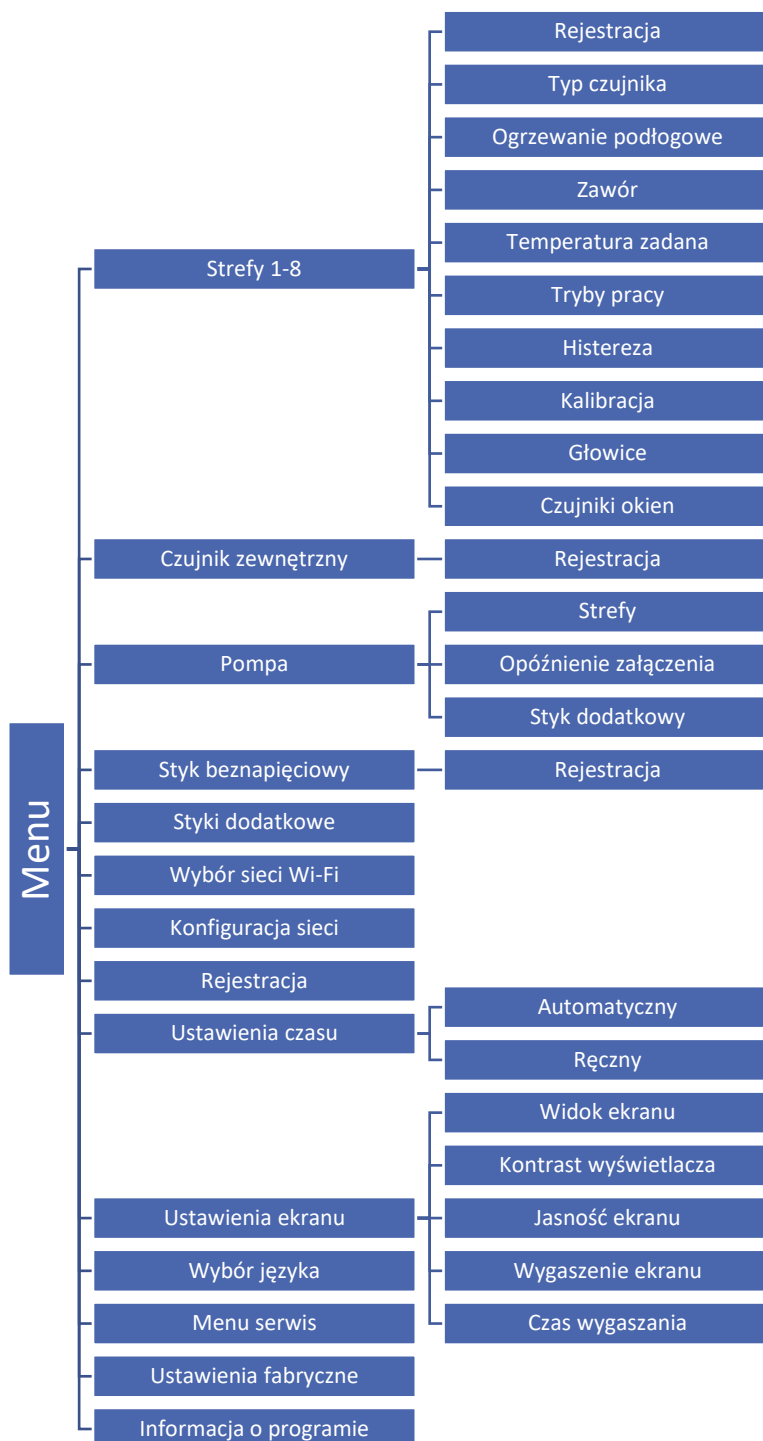 Menu
Strefy 1-8
Rejestracja
Typ czujnika
Ogrzewanie podłogowe
Zawór
Temperatura zadana
Tryby pracy
Histereza
Kalibracja
Głowice
Czujniki okien
Czujnik zewnętrzny
Rejestracja
Pompa
Strefy
Opóźnienie załączenia
Styk dodatkowy
Styk beznapięciowy
Rejestracja
Styki dodatkowe
Wybór sieci Wi-Fi
Konfiguracja sieci
Rejestracja
Ustawienia czasu
Automatyczny
Ręczny
Ustawienia ekranu
Widok ekranu
Kontrast wyświetlacza
Jasność ekranu
Wygaszenie ekranu
Czas wygaszania
Wybór języka
Menu serwis
Ustawienia fabryczne
Informacja o programie